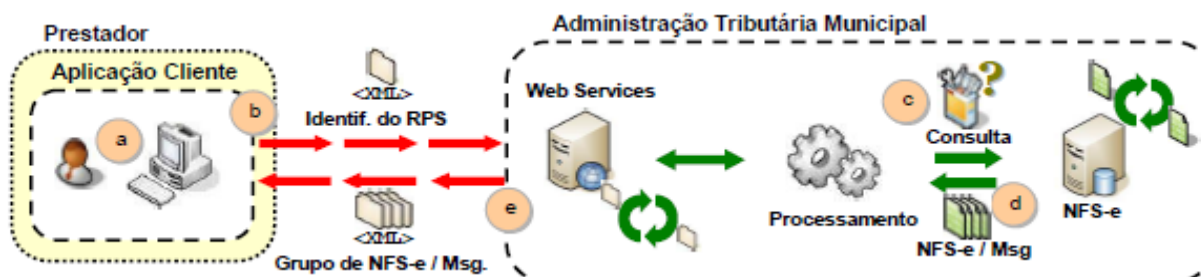 Administração Tributária Municipal
Prestador
Aplicação Cliente
a
b
<XML>
Identif. do RPS
<XML>
Grupo de NFS-e / Msg.
Web Services
e
Processamento
c
?
Consulta
d
NFS-e / Msg
NFS-e